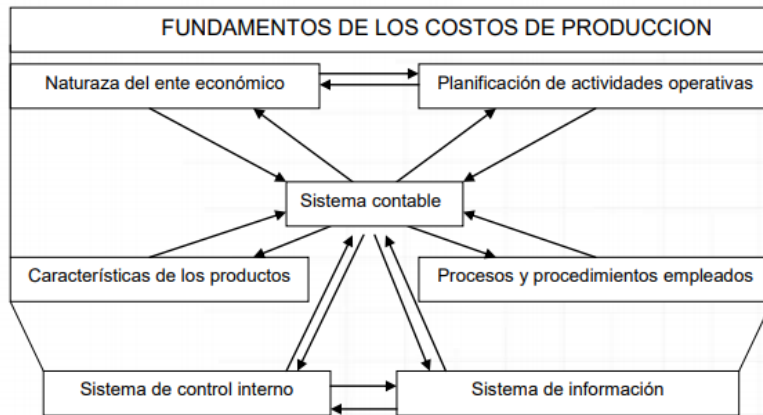 FUNDAMENTOS DE LOS COSTOS DE PRODUCCION
Naturaza del ente económico
Planificación de actividades operativas
Sistema contable
Características de los productos
Procesos y procedimientos empleados
Sistema de control interno
Sistema de información